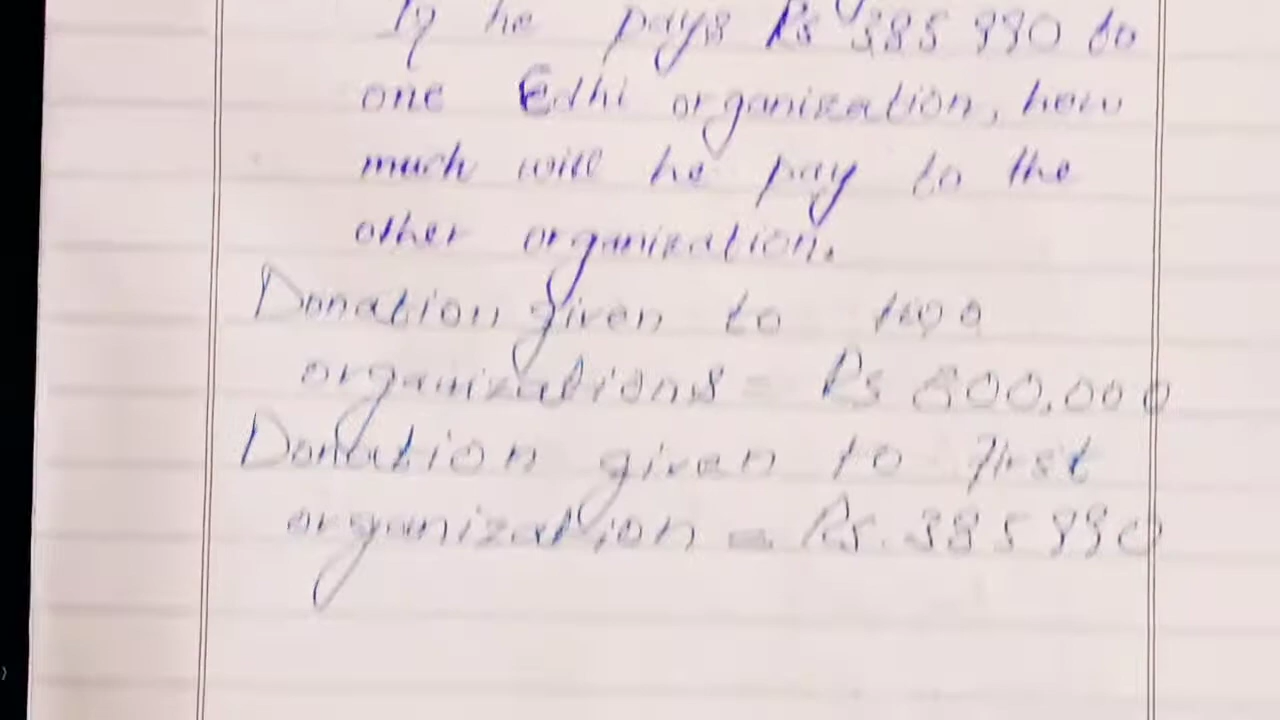 If he pays Rs 385 990 to
one Edhi organization, how
much will he pay to the
other organization.
Donation given to two
organizations = Rs 800,000
Donation given to first
organization = Rs. 385 990